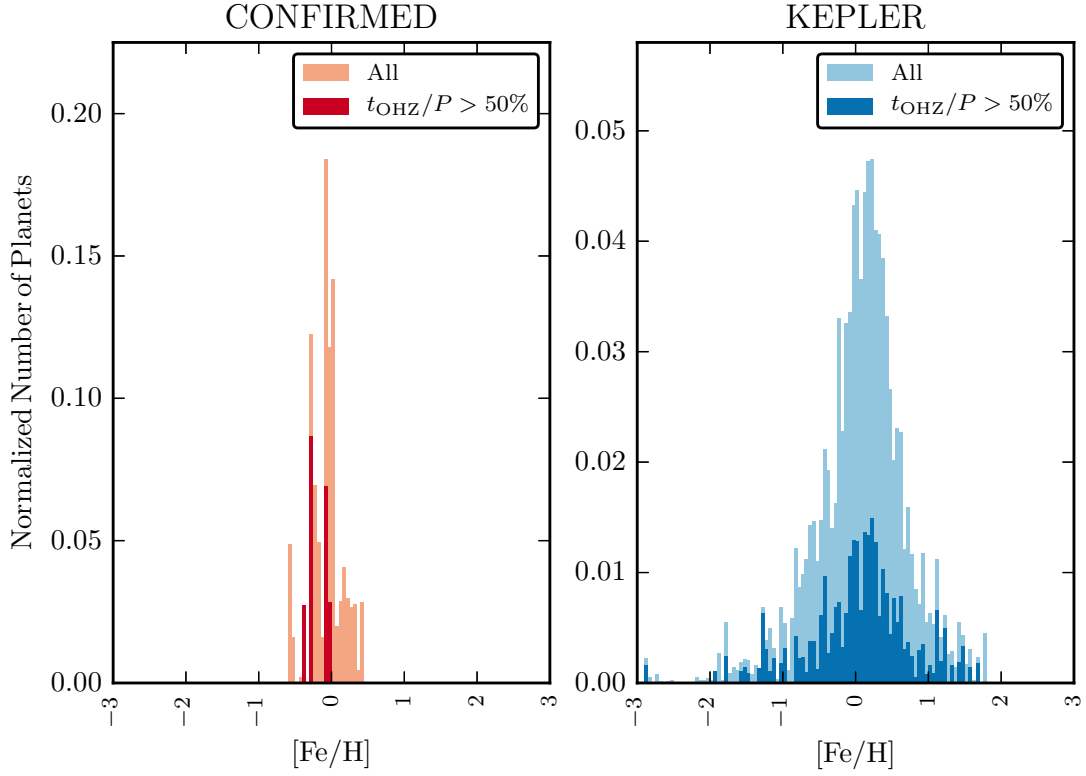 CONFIRMED
KEPLER
All
t_OHZ/P > 50%
All
t_OHZ/P > 50%
Normalized Number of Planets
0.20
0.15
0.10
0.05
0.00
0.05
0.04
0.03
0.02
0.01
0.00
−3 −2 −1 0 1 2 3
−3 −2 −1 0 1 2 3
[Fe/H]
[Fe/H]